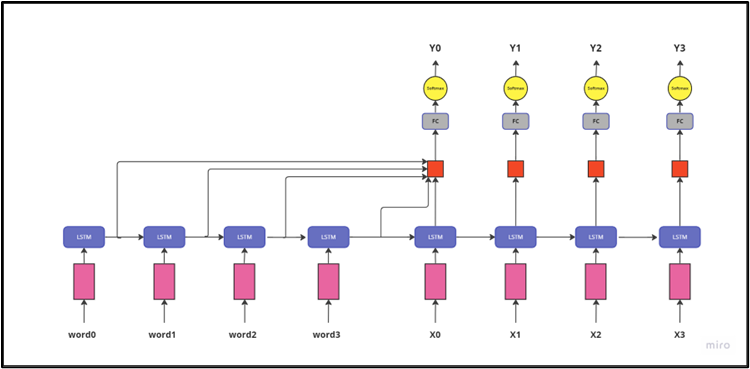 Y0 Y1 Y2 Y3
Softmax Softmax Softmax Softmax
FC FC FC FC
LSTM LSTM LSTM LSTM LSTM LSTM LSTM LSTM
word0 word1 word2 word3 X0 X1 X2 X3
miro